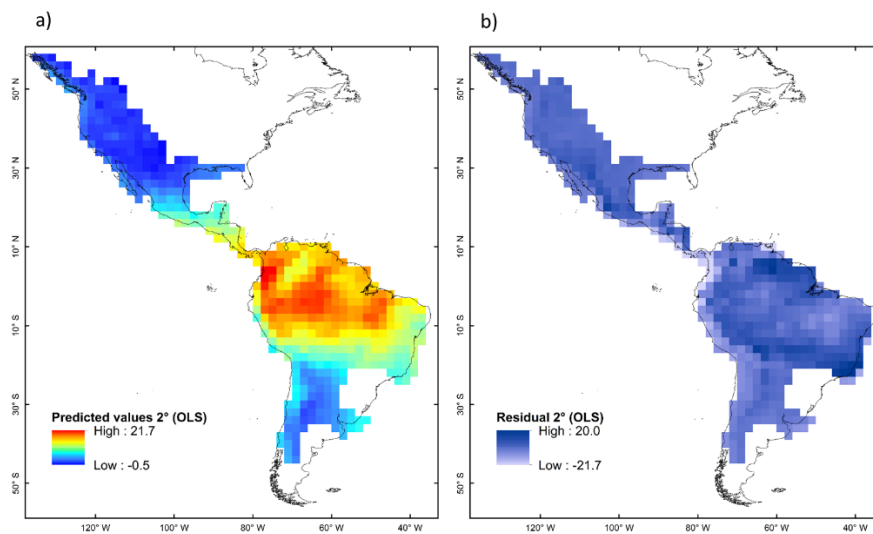 a)
b)
50° N
30° N
10° N
10° S
30° S
50° S
Predicted values 2° (OLS)
High : 21.7
Low : -0.5
120° W
100° W
80° W
60° W
40° W
50° N
30° N
10° N
10° S
30° S
50° S
Residual 2° (OLS)
High : 20.0
Low : -21.7
120° W
100° W
80° W
60° W
40° W